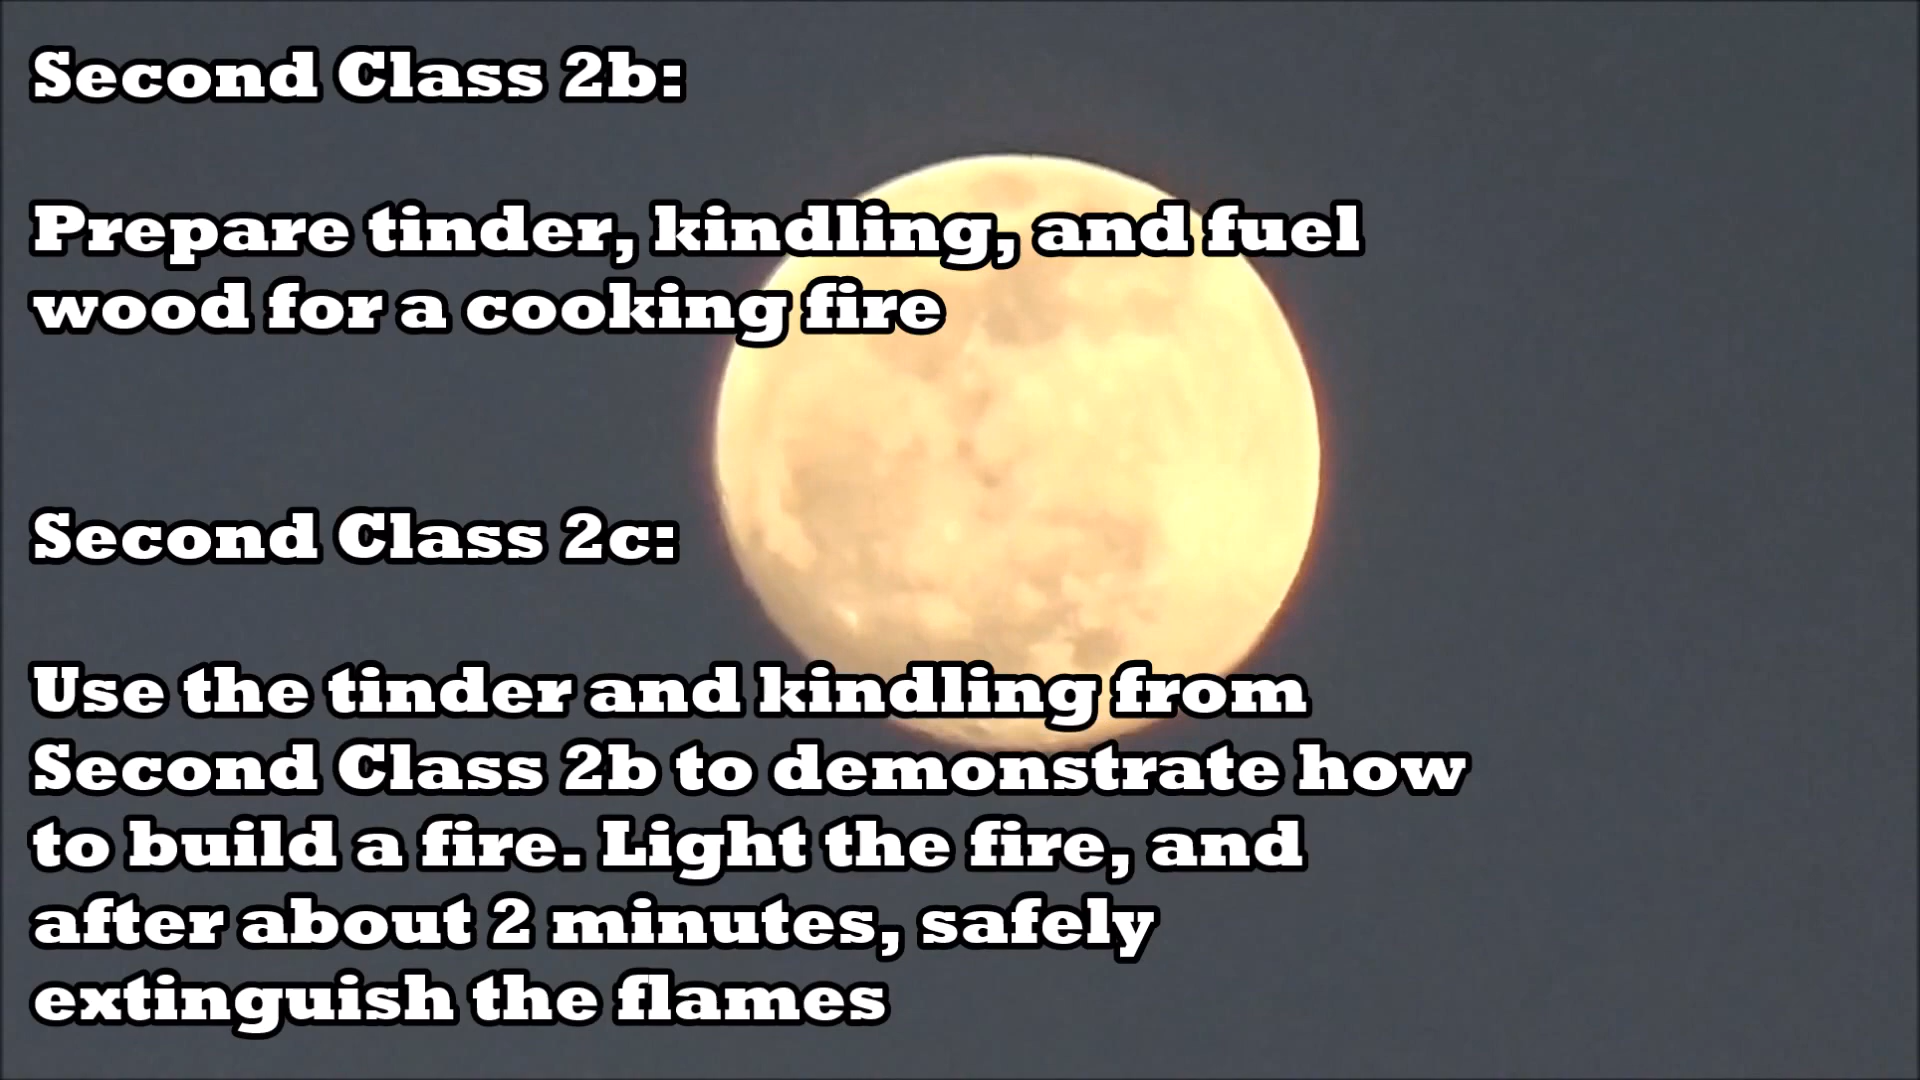 Second Class 2b:
Prepare tinder, kindling, and fuel
wood for a cooking fire
Second Class 2c:
Use the tinder and kindling from
Second Class 2b to demonstrate how
to build a fire. Light the fire, and
after about 2 minutes, safely
extinguish the flames